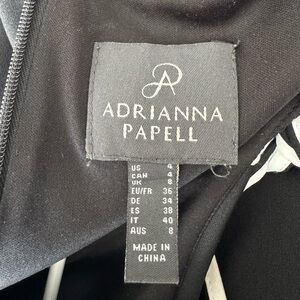 ADRIANNA
PAPELL
US 4
CAN 4
UK 8
EU/FR 36
DE 34
ES 38
IT 40
AUS 8
MADE IN
CHINA